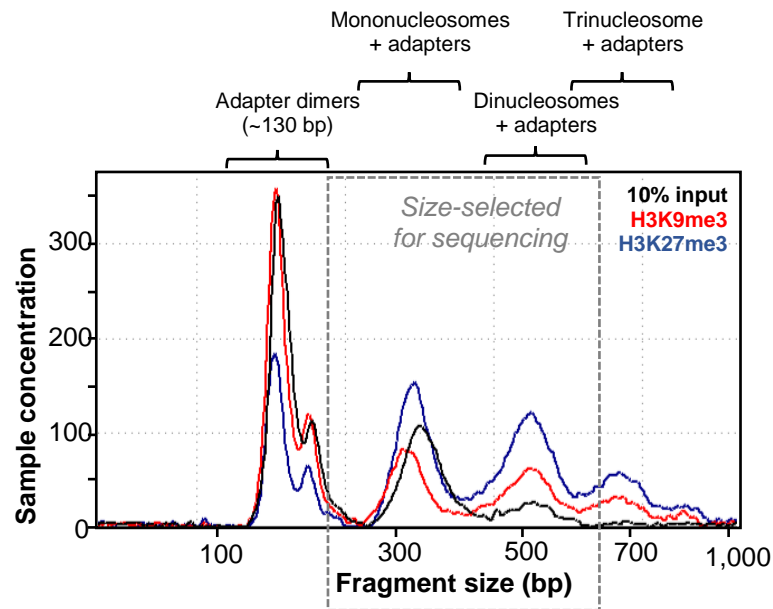 Mononucleosomes
+ adapters
Trinucleosome
+ adapters
Adapter dimers
(~130 bp)
Dinucleosomes
+ adapters
Size-selected
for sequencing
10% input
H3K9me3
H3K27me3
Sample concentration
300
200
100
0
100
300
500
700
1,000
Fragment size (bp)